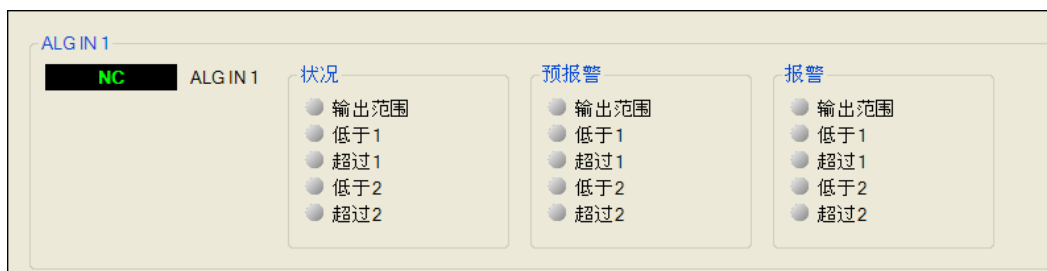 ALG IN 1
NC ALG IN 1
状况
输出范围
低于1
超过1
低于2
超过2
预报警
输出范围
低于1
超过1
低于2
超过2
报警
输出范围
低于1
超过1
低于2
超过2